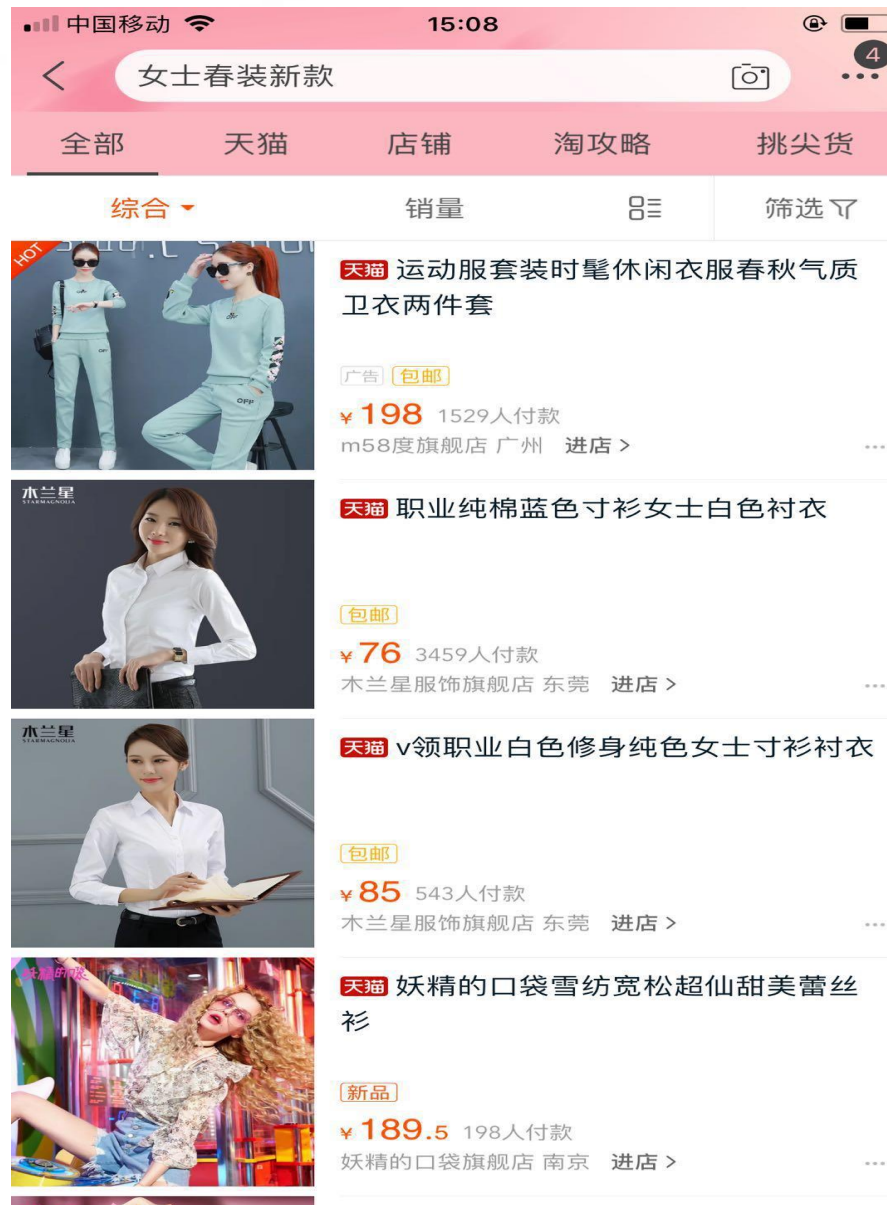 中国移动 15:08
4
女士春装新款
全部 天猫 店铺 淘攻略 挑尖货
综合 销量 筛选
HOT
OFF
OFF
天猫 运动服套装时髦休闲衣服春秋气质
卫衣两件套
广告 包邮
¥198 1529人付款
m58度旗舰店 广州 进店 >
木兰星
STARMAGNOLIA
天猫 职业纯棉蓝色寸衫女士白色衬衣
包邮
¥76 3459人付款
木兰星服饰旗舰店 东莞 进店 >
木兰星
STARMAGNOLIA
天猫 v领职业白色修身纯色女士寸衫衬衣
包邮
¥85 543人付款
木兰星服饰旗舰店 东莞 进店 >
妖精的口袋
天猫 妖精的口袋雪纺宽松超仙甜美蕾丝
衫
新品
¥189.5 198人付款
妖精的口袋旗舰店 南京 进店 >